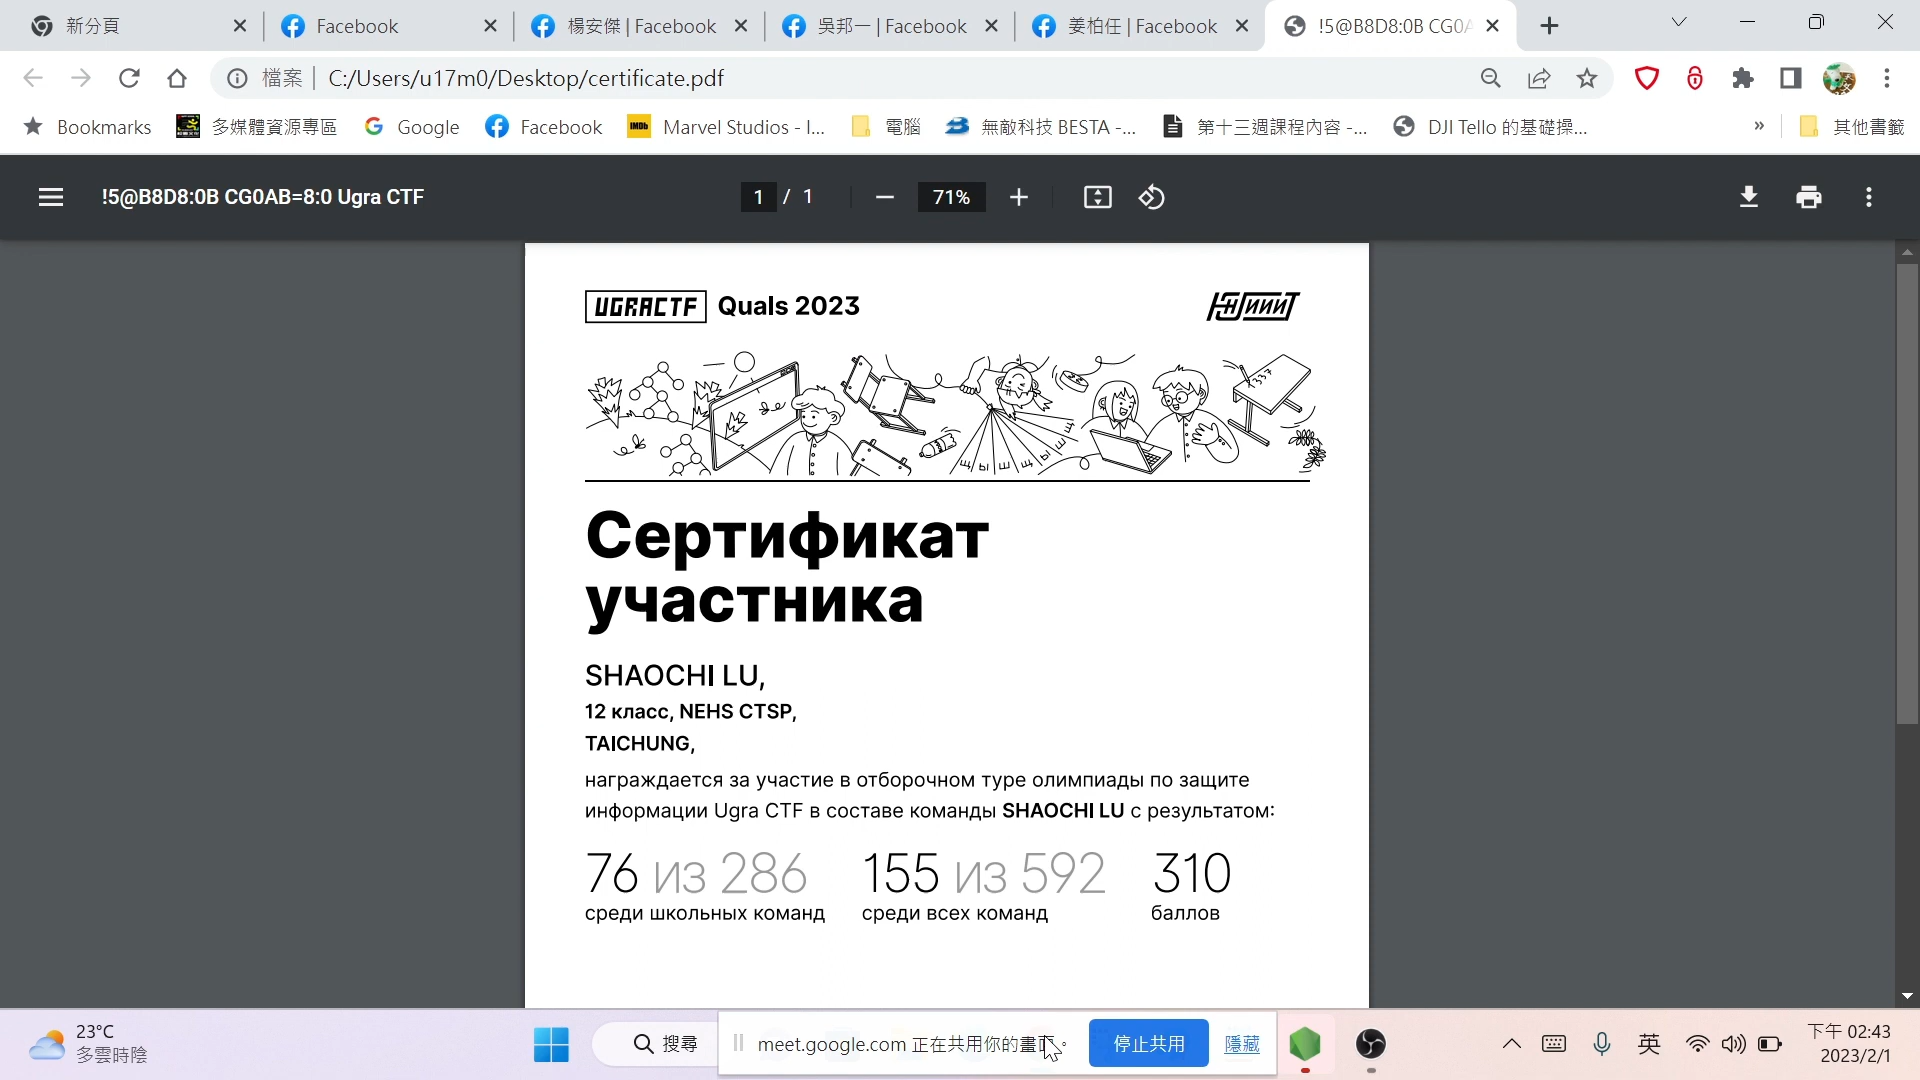 新分頁
Facebook
楊安傑 | Facebook
吳邦一 | Facebook
姜柏任 | Facebook
!5@B8D8:0B CG0A
檔案
C:/Users/u17m0/Desktop/certificate.pdf
Bookmarks
多媒體資源專區
Google
Facebook
IMDb
Marvel Studios - I...
電腦
無敵科技 BESTA -...
第十三週課程內容 -...
DJI Tello 的基礎操...
»
其他書籤
!5@B8D8:0B CG0AB=8:0 Ugra CTF
1 / 1
71%
UGRACTF Quals 2023
ЮНИИИТ
1337
Щ Ы Ш Щ Ы Ш Щ
Сертификат
участника
SHAOCHI LU,
12 класс, NEHS CTSP,
TAICHUNG,
награждается за участие в отборочном туре олимпиады по защите
информации Ugra CTF в составе команды SHAOCHI LU с результатом:
76 из 286
155 из 592
310
среди школьных команд
среди всех команд
баллов
23°C
多雲時陰
搜尋
meet.google.com 正在共用你的畫面。
停止共用
隱藏
英
下午 02:43
2023/2/1